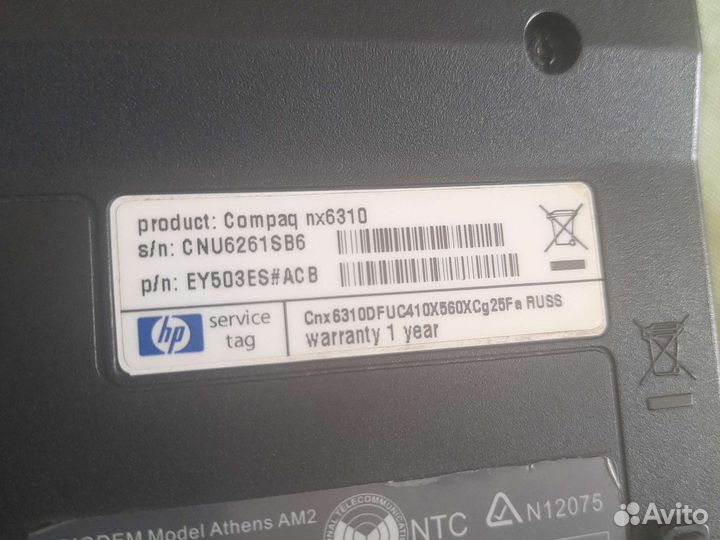 product: Compaq nx6310
s/n: CNU6261SB6
p/n: EY503ES#ACB
hp
service tag
Cnx6310DFUC410X560XCg25Fa RUSS
warranty 1 year
MODEM Model Athens AM2
NTC
N12075
Avito